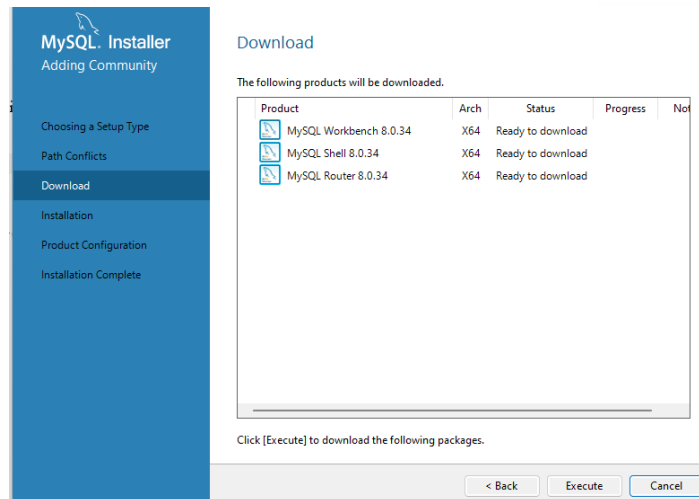 MySQL. Installer
Adding Community
Choosing a Setup Type
Path Conflicts
Download
Installation
Product Configuration
Installation Complete
Download
The following products will be downloaded.
Product Arch Status Progress Not
MySQL Workbench 8.0.34 X64 Ready to download
MySQL Shell 8.0.34 X64 Ready to download
MySQL Router 8.0.34 X64 Ready to download
Click [Execute] to download the following packages.
< Back Execute Cancel